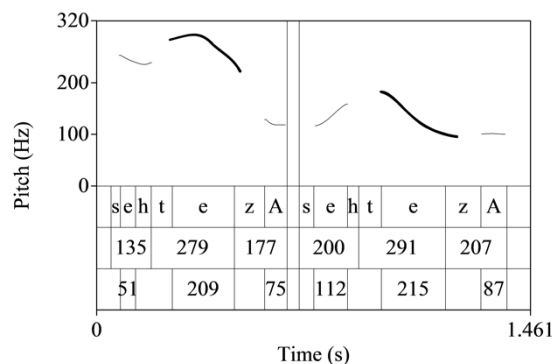 320
200
100
0
Pitch (Hz)
s e h t e z A s e h t e z A
135 279 177 200 291 207
51 209 75 112 215 87
0 1.461
Time (s)